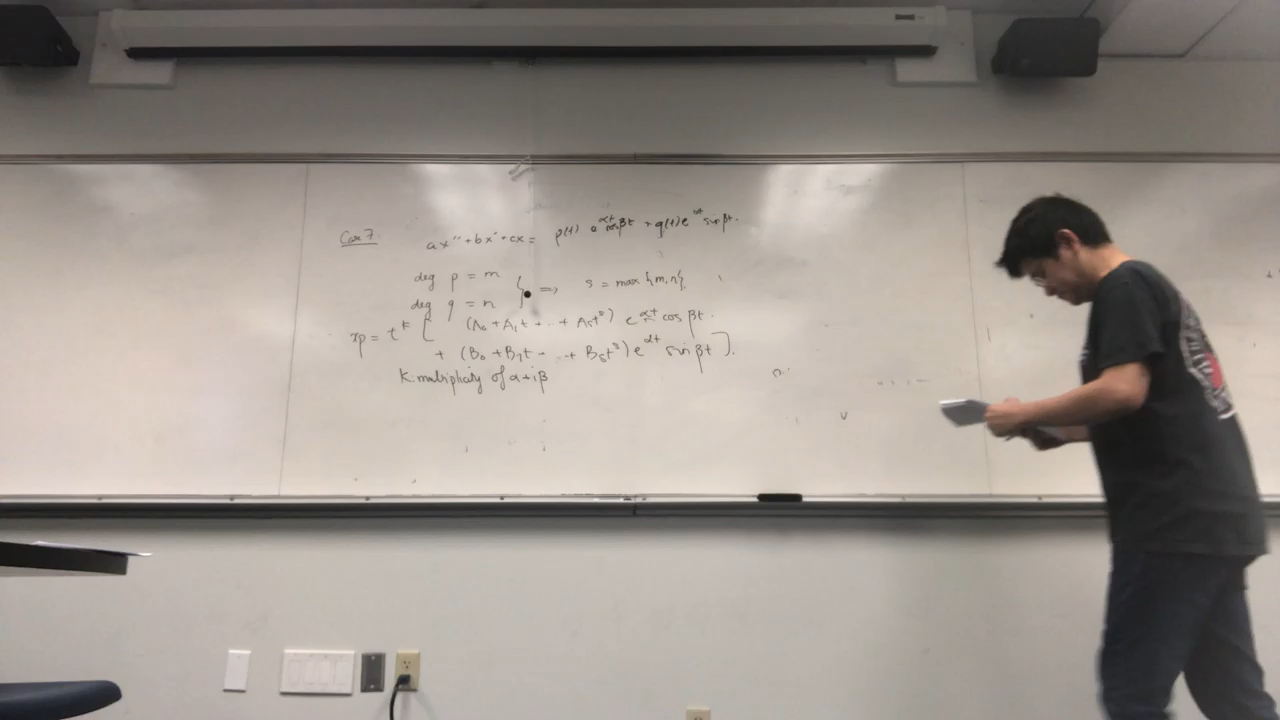 Case 7. ax'' + bx' + cx = p(t) e^{αt} cos βt + q(t) e^{αt} sin βt.
deg p = m
deg q = n } => s = max {m, n}.
xp = t^k [ (A₀ + A₁t + ... + Aₛt^s) e^{αt} cos βt.
+ (B₀ + B₁t ... + Bₛt^s) e^{αt} sin βt ].
K: multiplicity of α + iβ